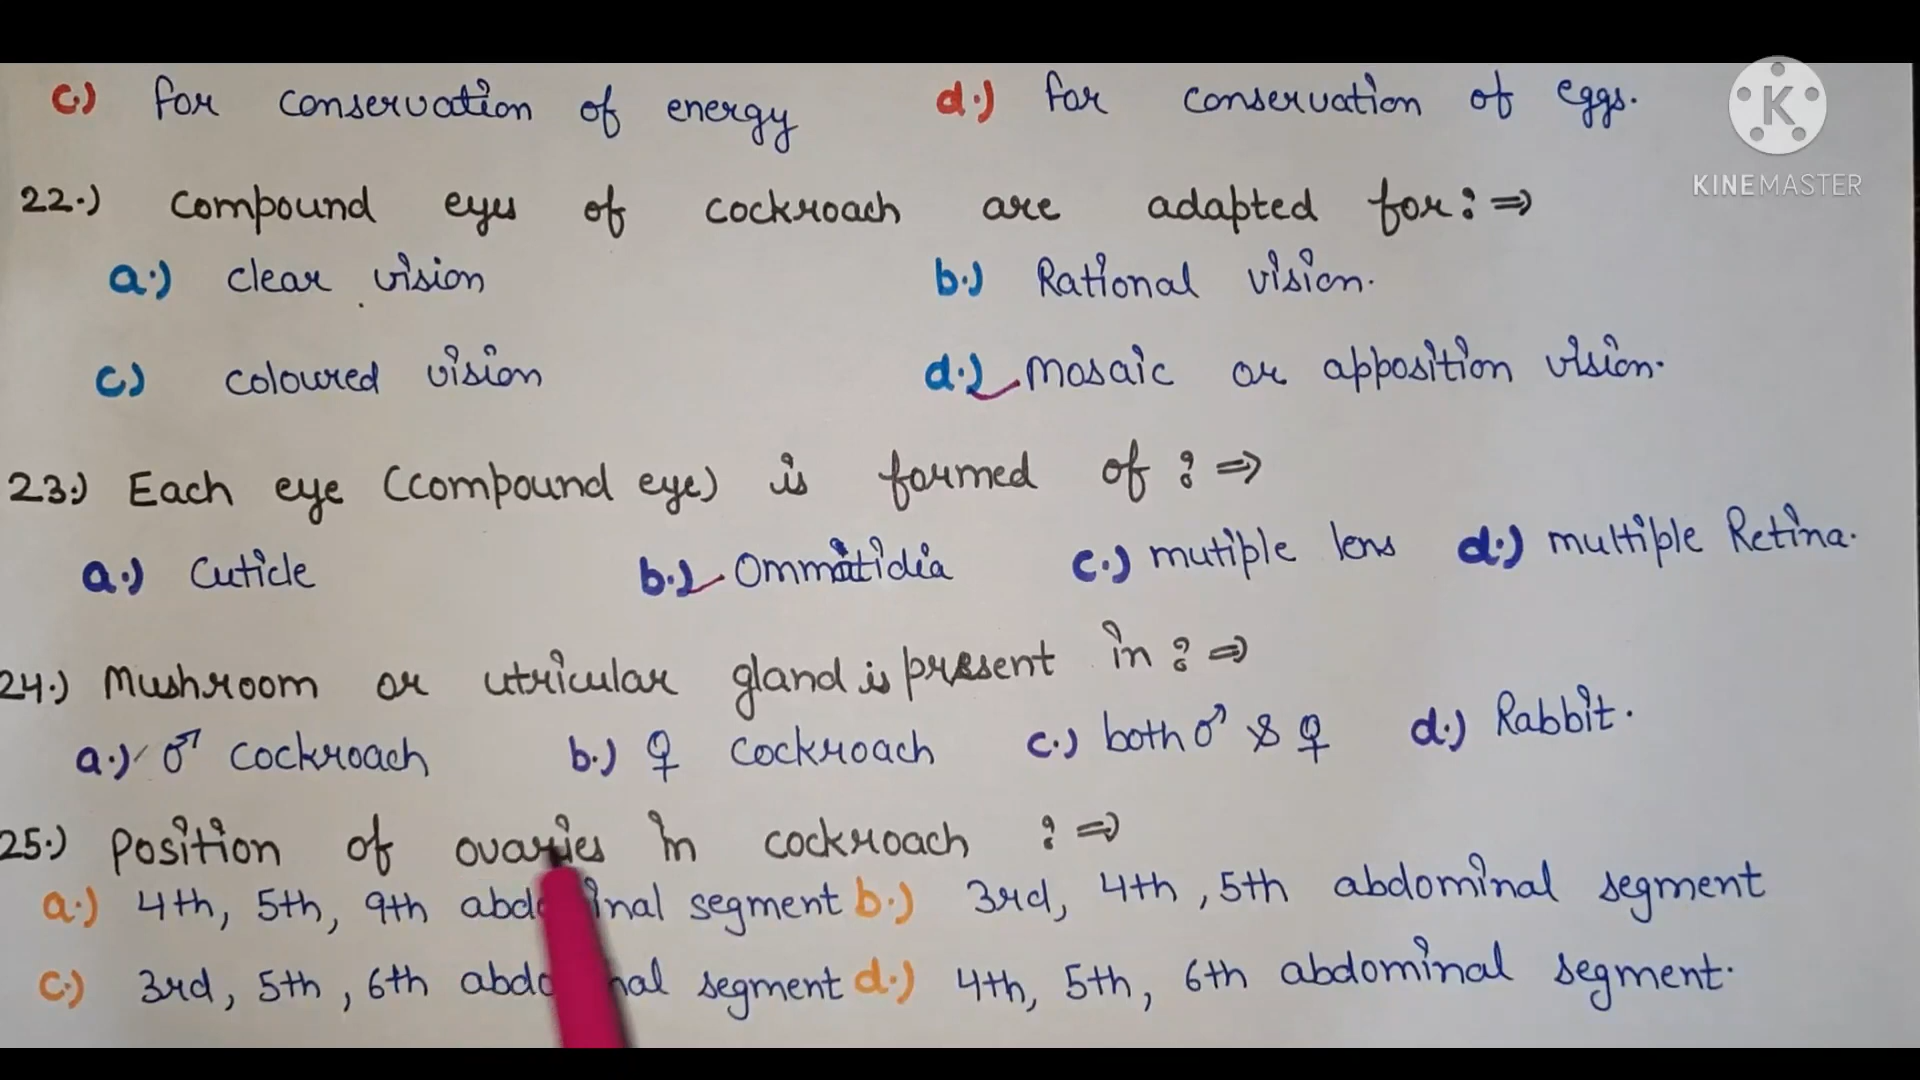 c.) for conservation of energy d.) for conservation of eggs.
K
KINEMASTER
22.) Compound eyes of cockroach are adapted for:⇒
a.) clear vision b.) Rational vision.
c.) coloured vision d.) mosaic or apposition vision.
23.) Each eye (compound eye) is formed of:⇒
a.) Cuticle b.) Ommatidia c.) mutiple lens d.) multiple Retina.
24.) Mushroom or utricular gland is present in:⇒
a.) ♂ cockroach b.) ♀ cockroach c.) both ♂ & ♀ d.) Rabbit.
25.) Position of ovaries in cockroach :⇒
a.) 4th, 5th, 9th abdominal segment b.) 3rd, 4th, 5th abdominal segment
c.) 3rd, 5th, 6th abdominal segment d.) 4th, 5th, 6th abdominal segment.